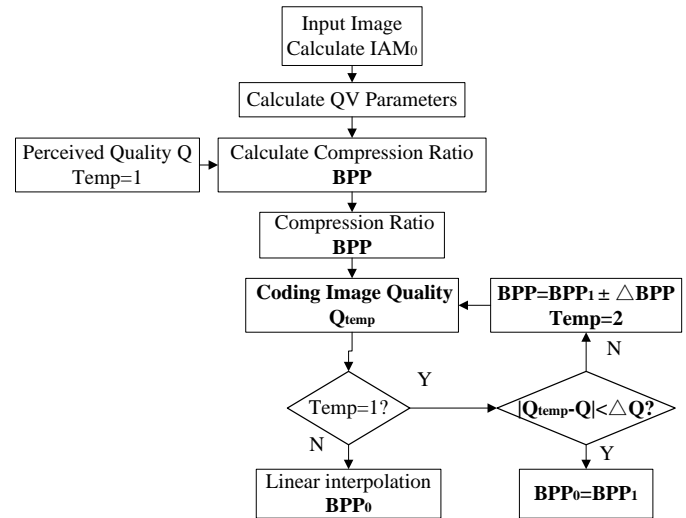 Input Image
Calculate IAM₀
Calculate QV Parameters
Perceived Quality Q
Temp=1
Calculate Compression Ratio
BPP
Compression Ratio
BPP
Coding Image Quality
Qtemp
BPP=BPP₁ ± △BPP
Temp=2
N
Y
Temp=1?
|Qtemp-Q|<△Q?
N
Y
Linear interpolation
BPP₀
BPP₀=BPP₁